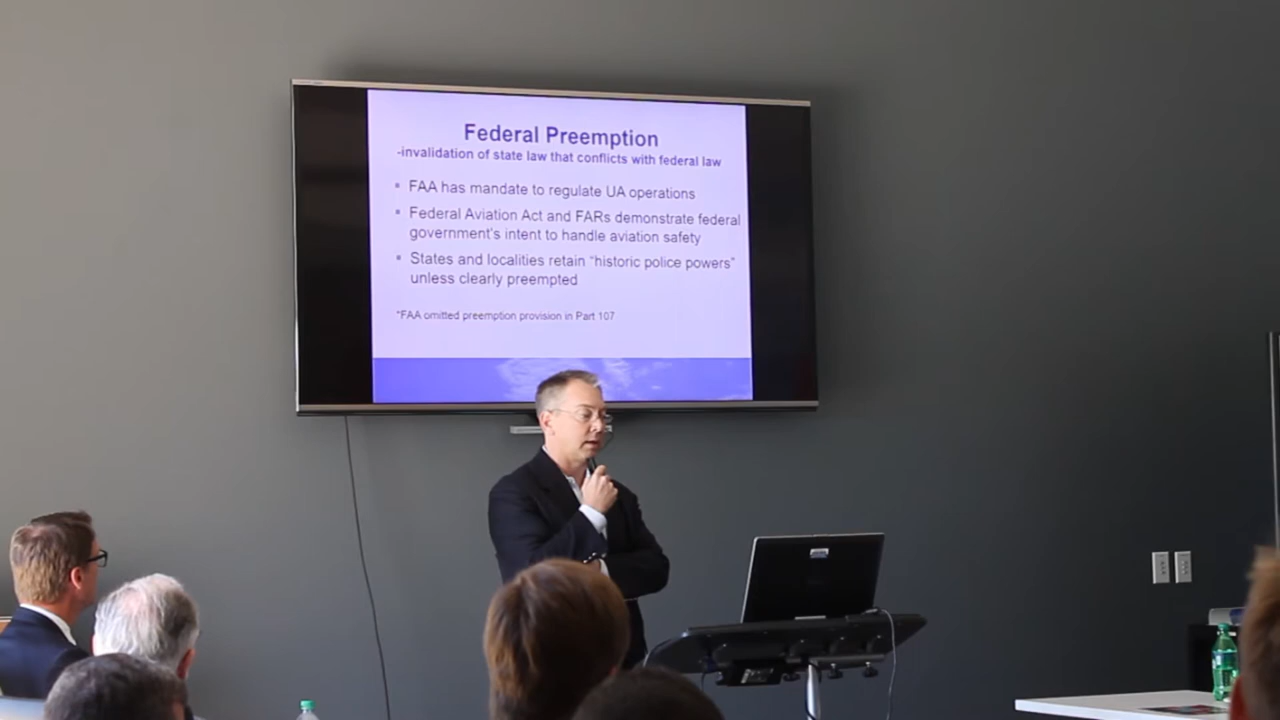 Federal Preemption
-invalidation of state law that conflicts with federal law
▪ FAA has mandate to regulate UA operations
▪ Federal Aviation Act and FARs demonstrate federal
government's intent to handle aviation safety
▪ States and localities retain "historic police powers"
unless clearly preempted
*FAA omitted preemption provision in Part 107